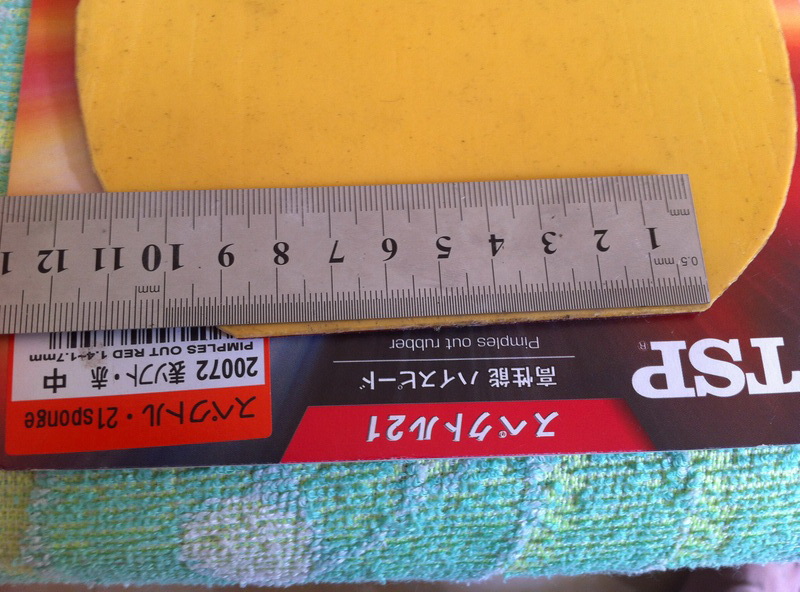 スペクトル21
スペクトル・21sponge
TSP®
高性能 ハイスピード
Pimples out rubber
20072 表ソフト・赤 中
PIMPLES OUT RED 1.4~1.7mm
0.5 mm
1 2 3 4 5 6 7 8 9 10 11 12 1
mm
mm